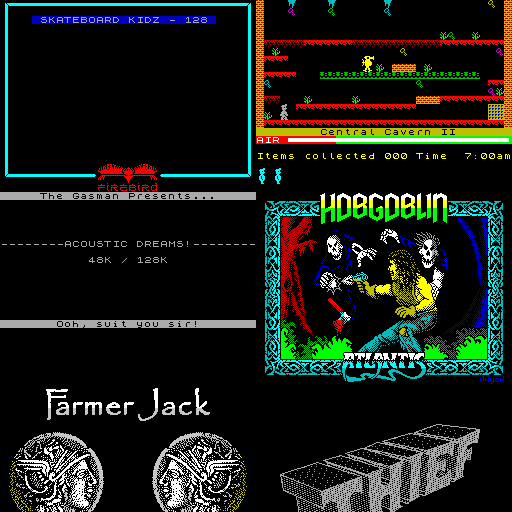 SKATEBOARD KIDZ - 128
FIREBIRD
Central Cavern II
AIR
Items collected 000 Time 7:00am
The Gasman Presents...
--------ACOUSTIC DREAMS!--------
48K / 128K
Ooh, suit you sir!
HOBGOBLIN
ATLANTIS
Farmer Jack
THIEF